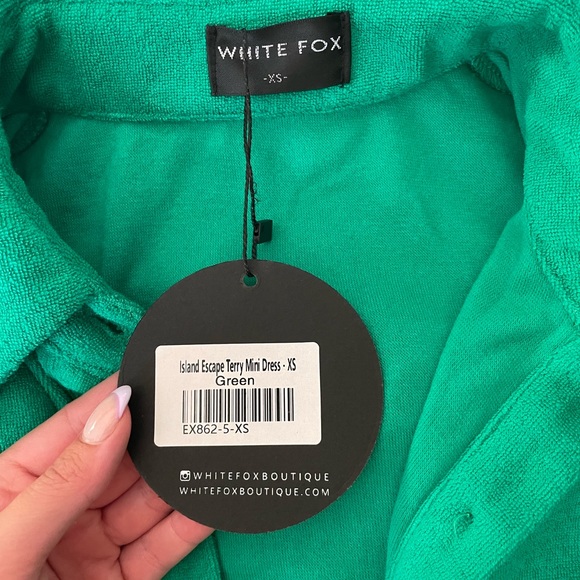 WHITE FOX
-XS-
Island Escape Terry Mini Dress - XS
Green
EX862-5-XS
WHITEFOXBOUTIQUE
WHITEFOXBOUTIQUE.COM